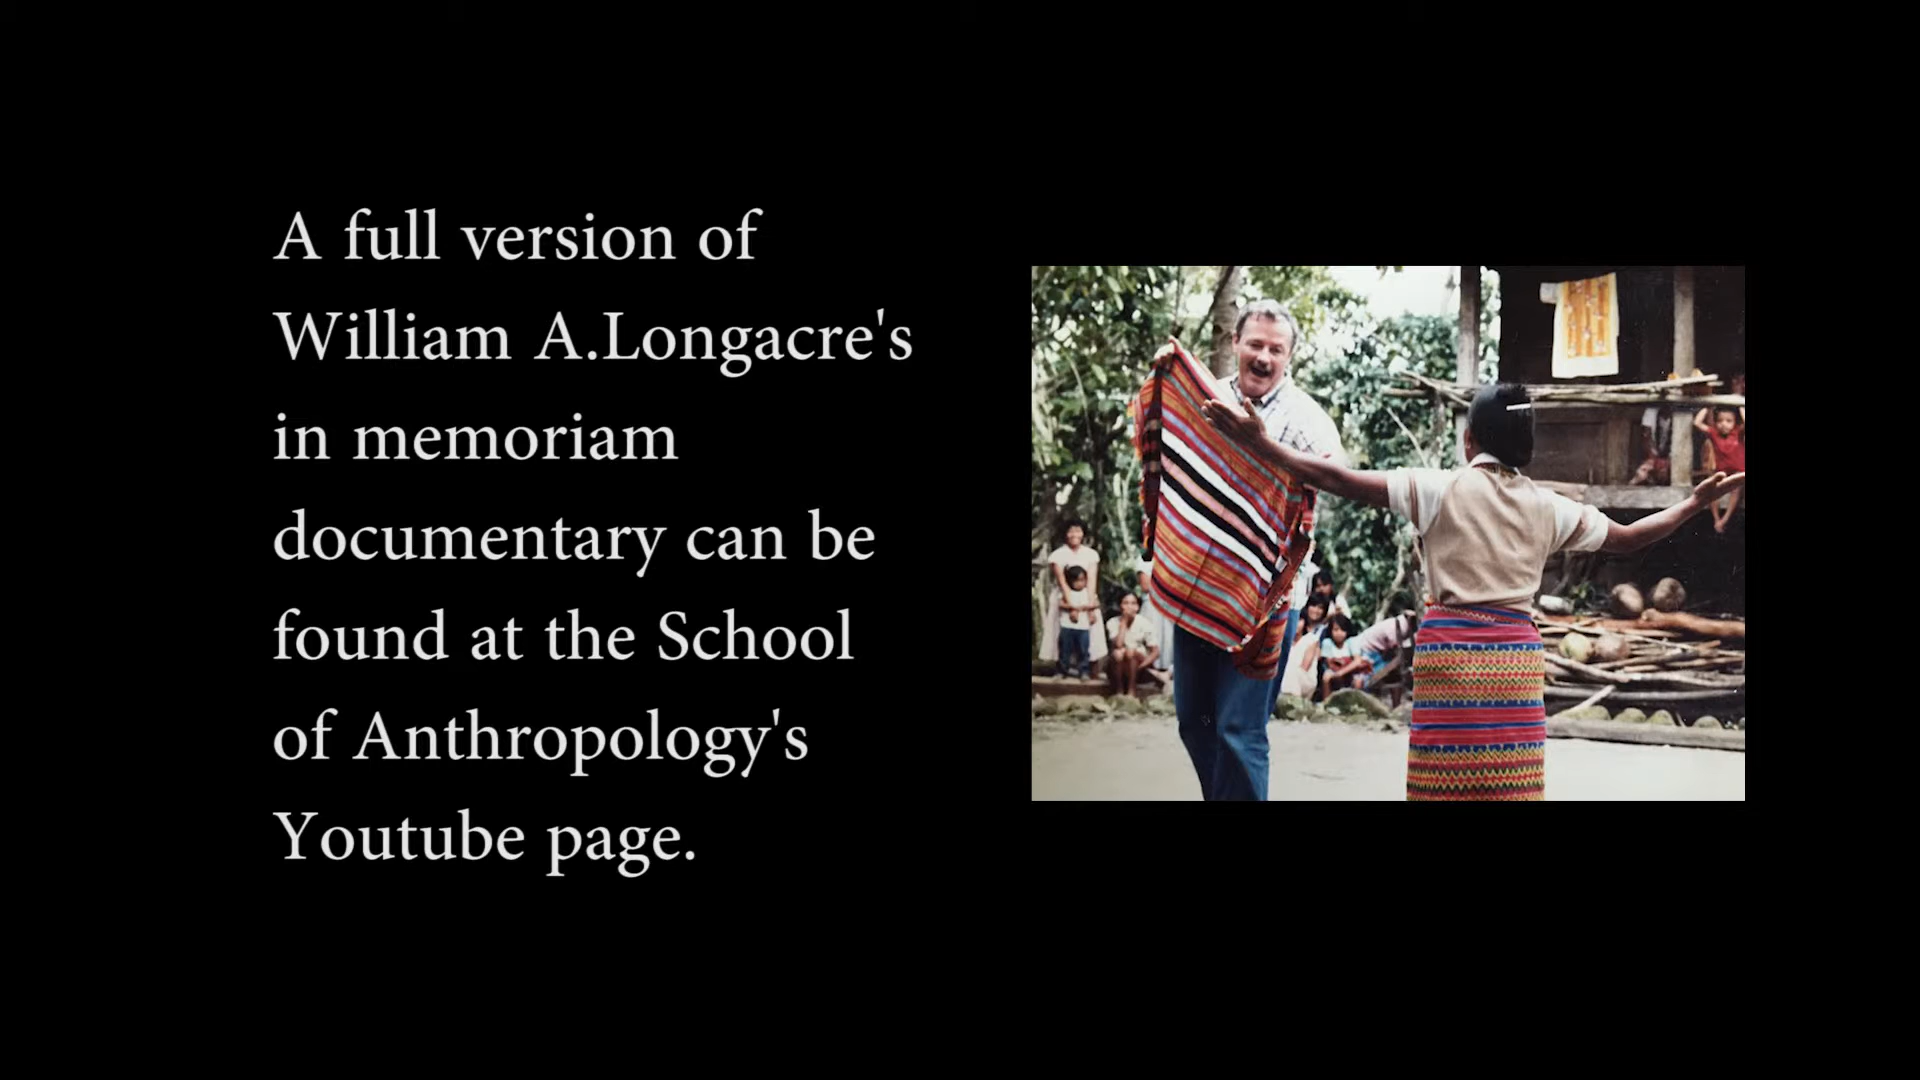 A full version of
William A.Longacre's
in memoriam
documentary can be
found at the School
of Anthropology's
Youtube page.